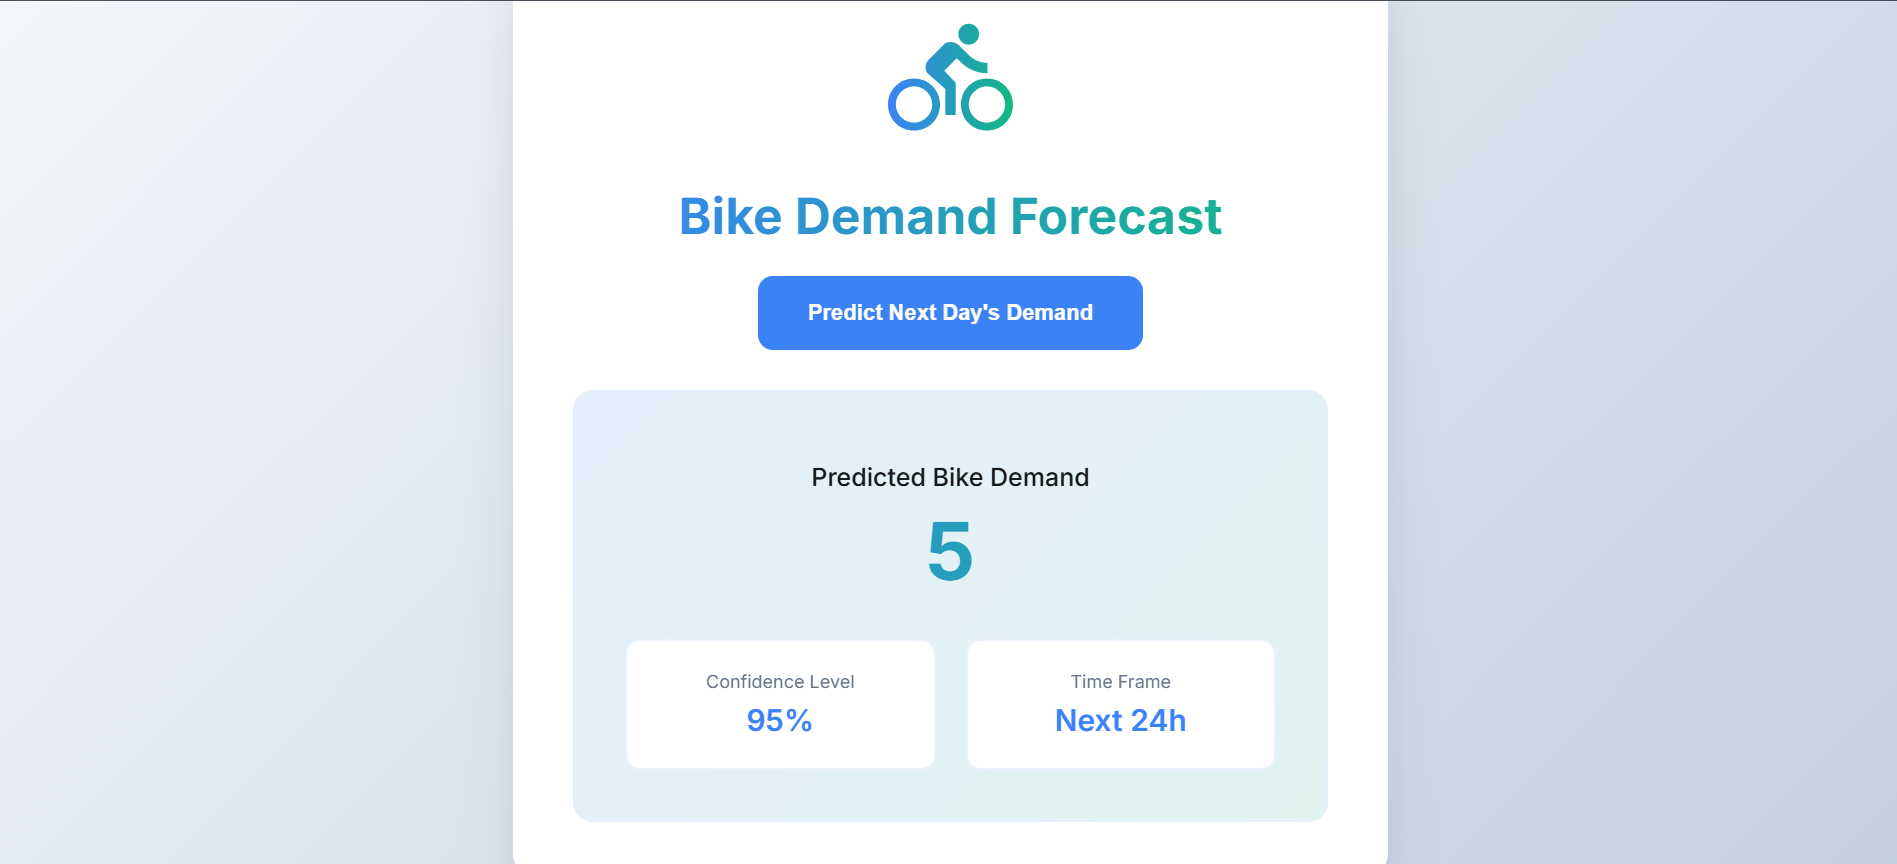 Bike Demand Forecast
Predict Next Day's Demand
Predicted Bike Demand
5
Confidence Level
95%
Time Frame
Next 24h